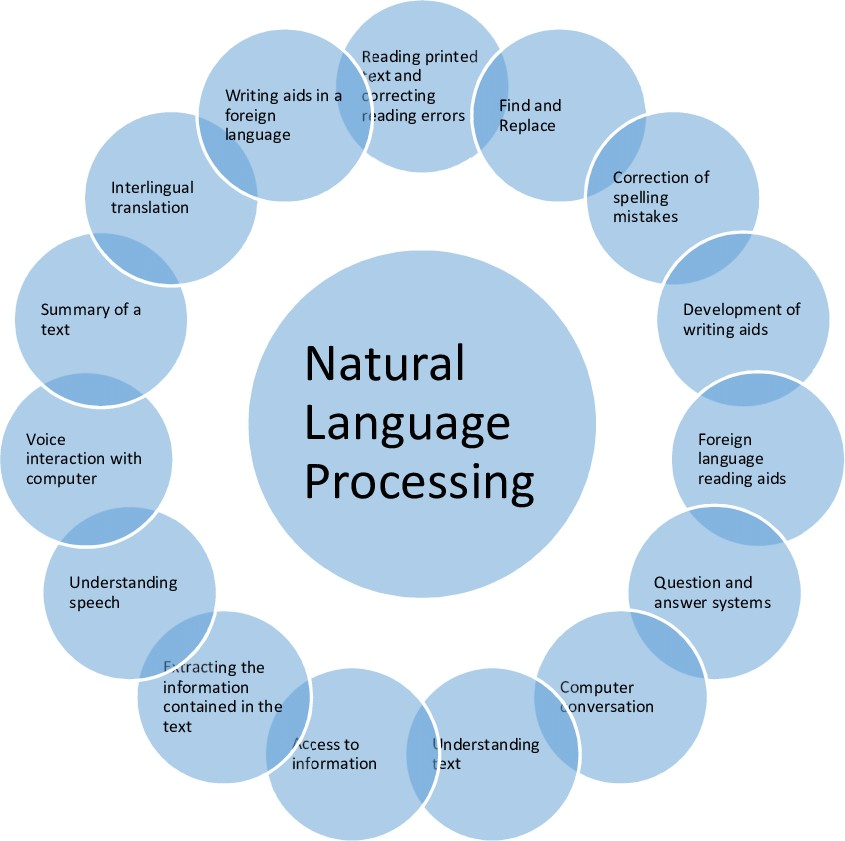 Reading printed
text and
correcting
reading errors
Find and
Replace
Correction of
spelling
mistakes
Development of
writing aids
Foreign
language
reading aids
Question and
answer systems
Computer
conversation
Understanding
text
Access to
information
Extracting the
information
contained in the
text
Understanding
speech
Voice
interaction with
computer
Summary of a
text
Interlingual
translation
Writing aids in a
foreign
language
Natural
Language
Processing